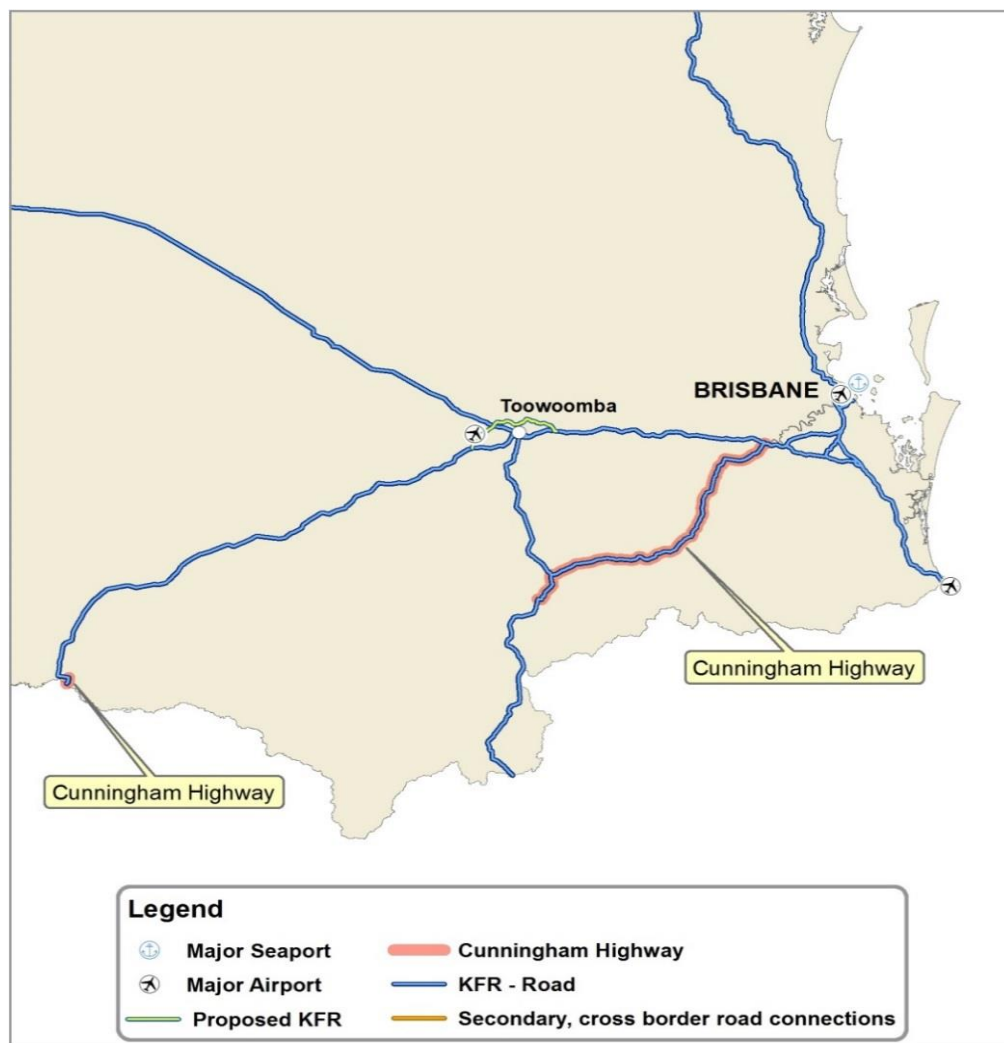 Toowoomba
BRISBANE
Cunningham Highway
Cunningham Highway
Legend
Major Seaport
Cunningham Highway
Major Airport
KFR - Road
Proposed KFR
Secondary, cross border road connections